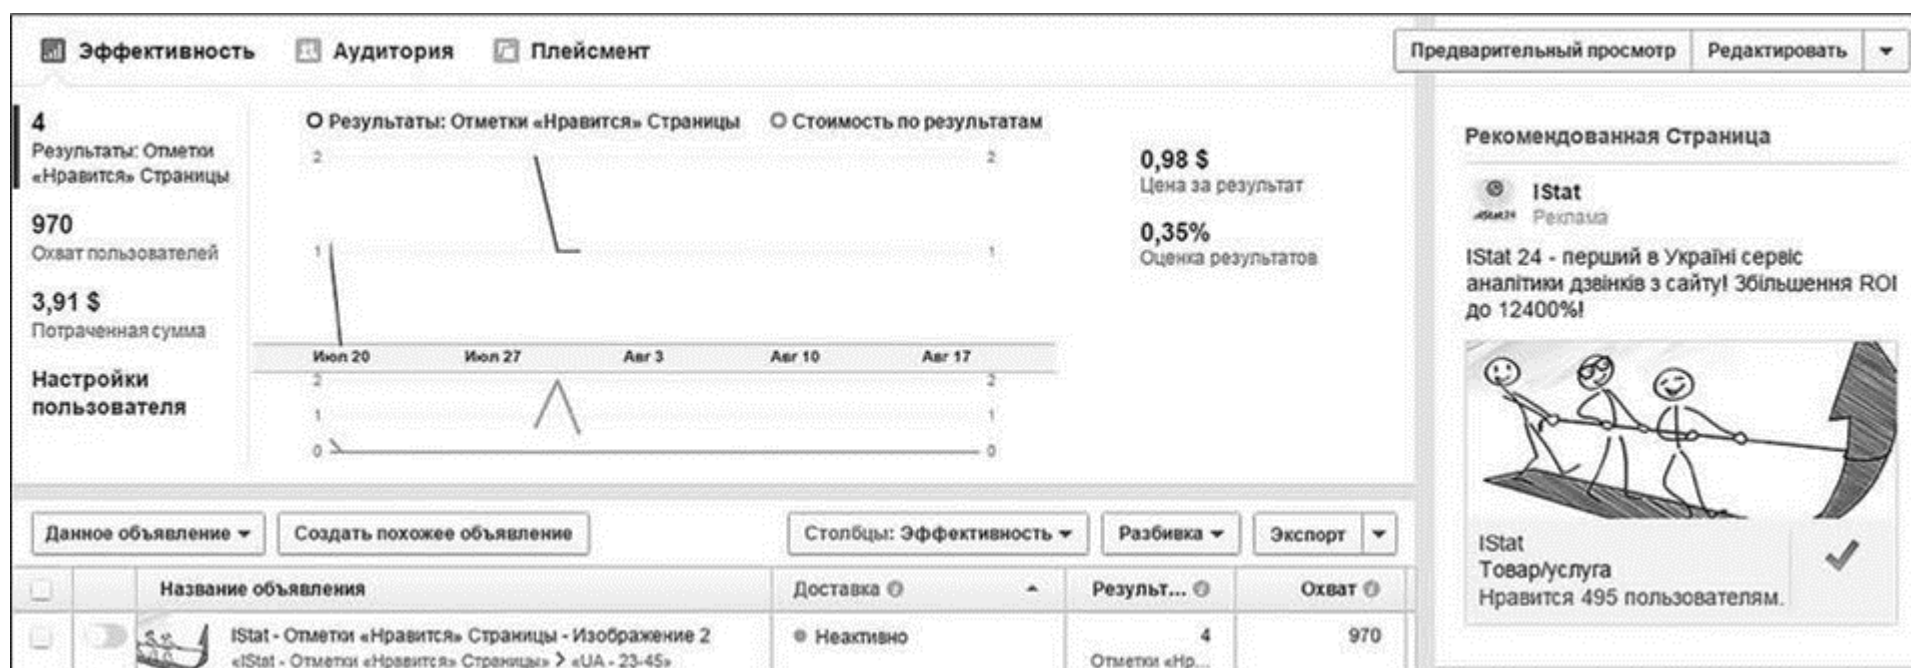 Эффективность
Аудитория
Плейсмент
Предварительный просмотр
Редактировать
4
Результаты: Отметки
«Нравится» Страницы
970
Охват пользователей
3,91 $
Потраченная сумма
Настройки
пользователя
Результаты: Отметки «Нравится» Страницы
Стоимость по результатам
2 2
1 1
Июл 20 Июл 27 Авг 3 Авг 10 Авг 17
2 2
1 1
0 0
0,98 $
Цена за результат
0,35%
Оценка результатов
Рекомендованная Страница
IStat
Реклама
IStat 24 - перший в Україні сервіс
аналітики дзвінків з сайту! Збільшення ROI
до 12400%!
IStat
Товар/услуга
Нравится 495 пользователям.
Данное объявление
Создать похожее объявление
Столбцы: Эффективность
Разбивка
Экспорт
Название объявления Доставка Результ... Охват
IStat - Отметки «Нравится» Страницы - Изображение 2 Неактивно 4 970
«IStat - Отметки «Нравится» Страницы» > «UA - 23-45» Отметки «Нр...